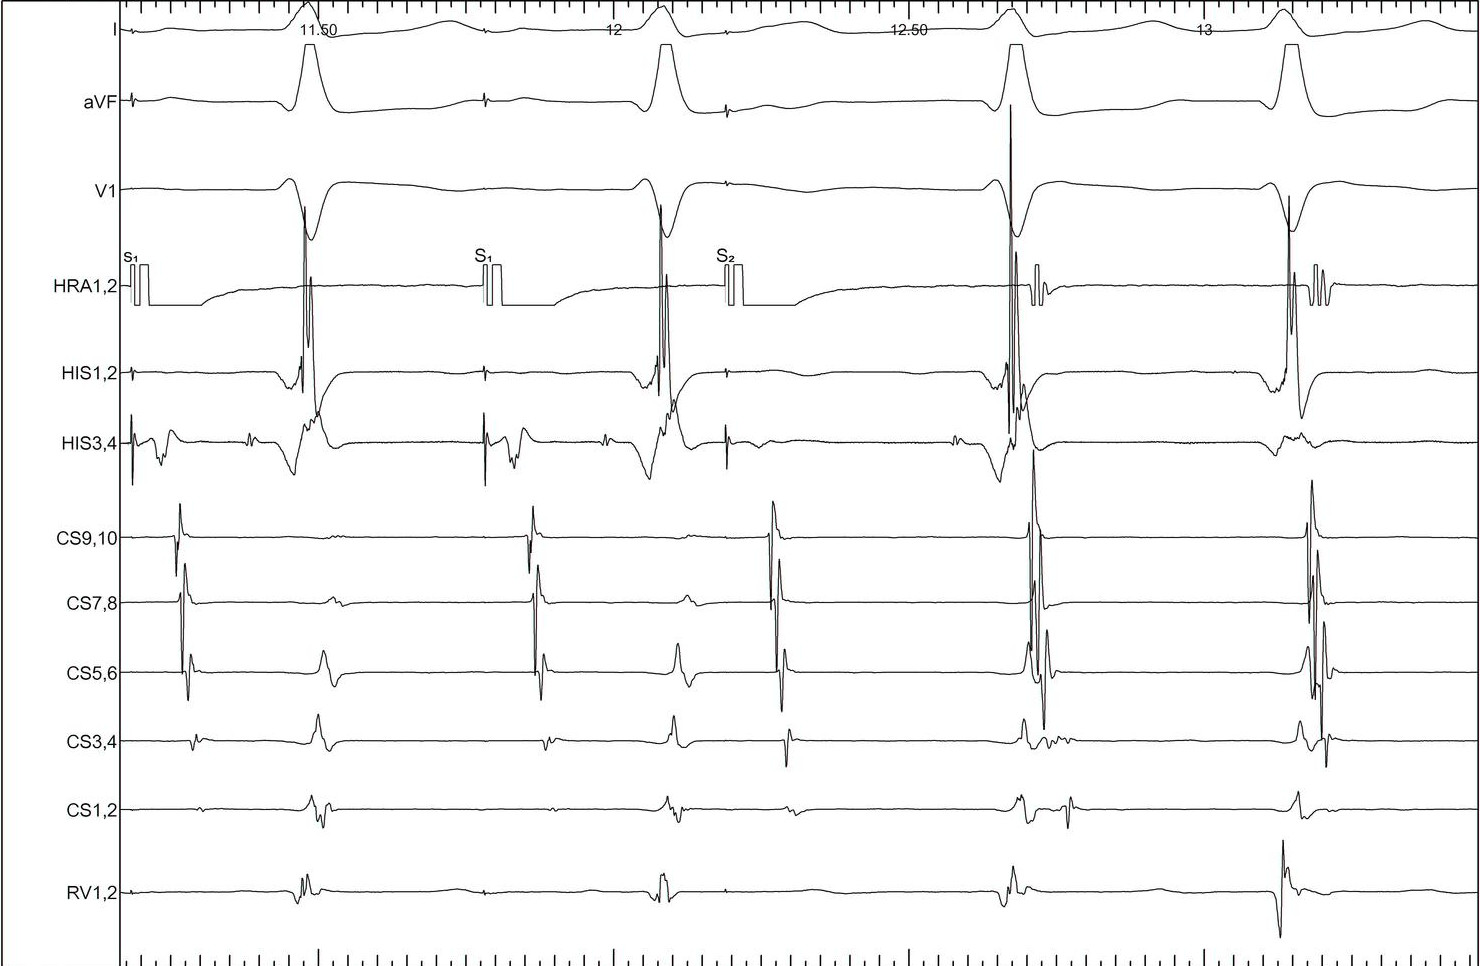 I
11.50 12 12.50 13
aVF
V1
S₁ S₁ S₂
HRA1,2
HIS1,2
HIS3,4
CS9,10
CS7,8
CS5,6
CS3,4
CS1,2
RV1,2